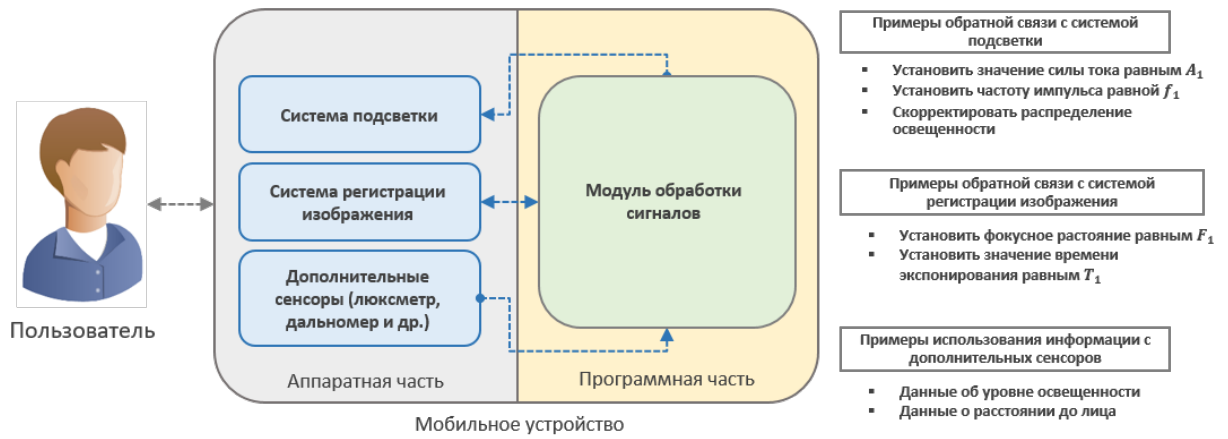 Пользователь
Система подсветки
Система регистрации
изображения
Дополнительные
сенсоры (люксметр,
дальномер и др.)
Аппаратная часть
Модуль обработки
сигналов
Программная часть
Мобильное устройство
Примеры обратной связи с системой
подсветки
▪ Установить значение силы тока равным A₁
▪ Установить частоту импульса равной f₁
▪ Скорректировать распределение
освещенности
Примеры обратной связи с системой
регистрации изображения
▪ Установить фокусное растояние равным F₁
▪ Установить значение времени
экспонирования равным T₁
Примеры использования информации с
дополнительных сенсоров
▪ Данные об уровне освещенности
▪ Данные о расстоянии до лица